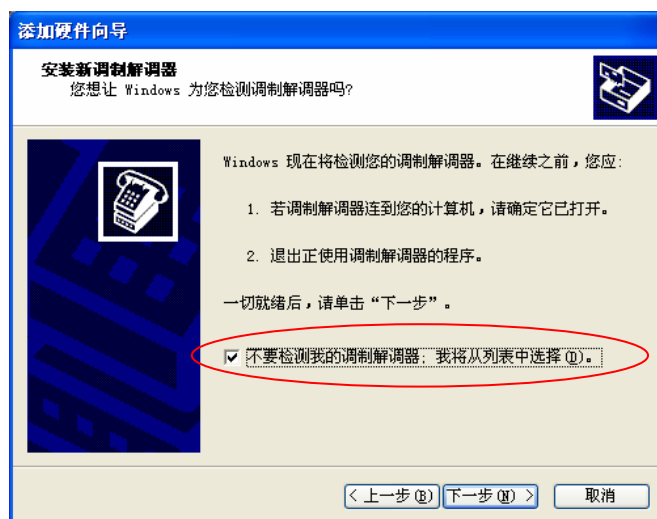 添加硬件向导
安装新调制解调器
您想让 Windows 为您检测调制解调器吗?
Windows 现在将检测您的调制解调器。在继续之前，您应:
1. 若调制解调器连到您的计算机，请确定它已打开。
2. 退出正使用调制解调器的程序。
一切就绪后，请单击“下一步”。
不要检测我的调制解调器; 我将从列表中选择(D)。
< 上一步(B) 下一步(N) > 取消